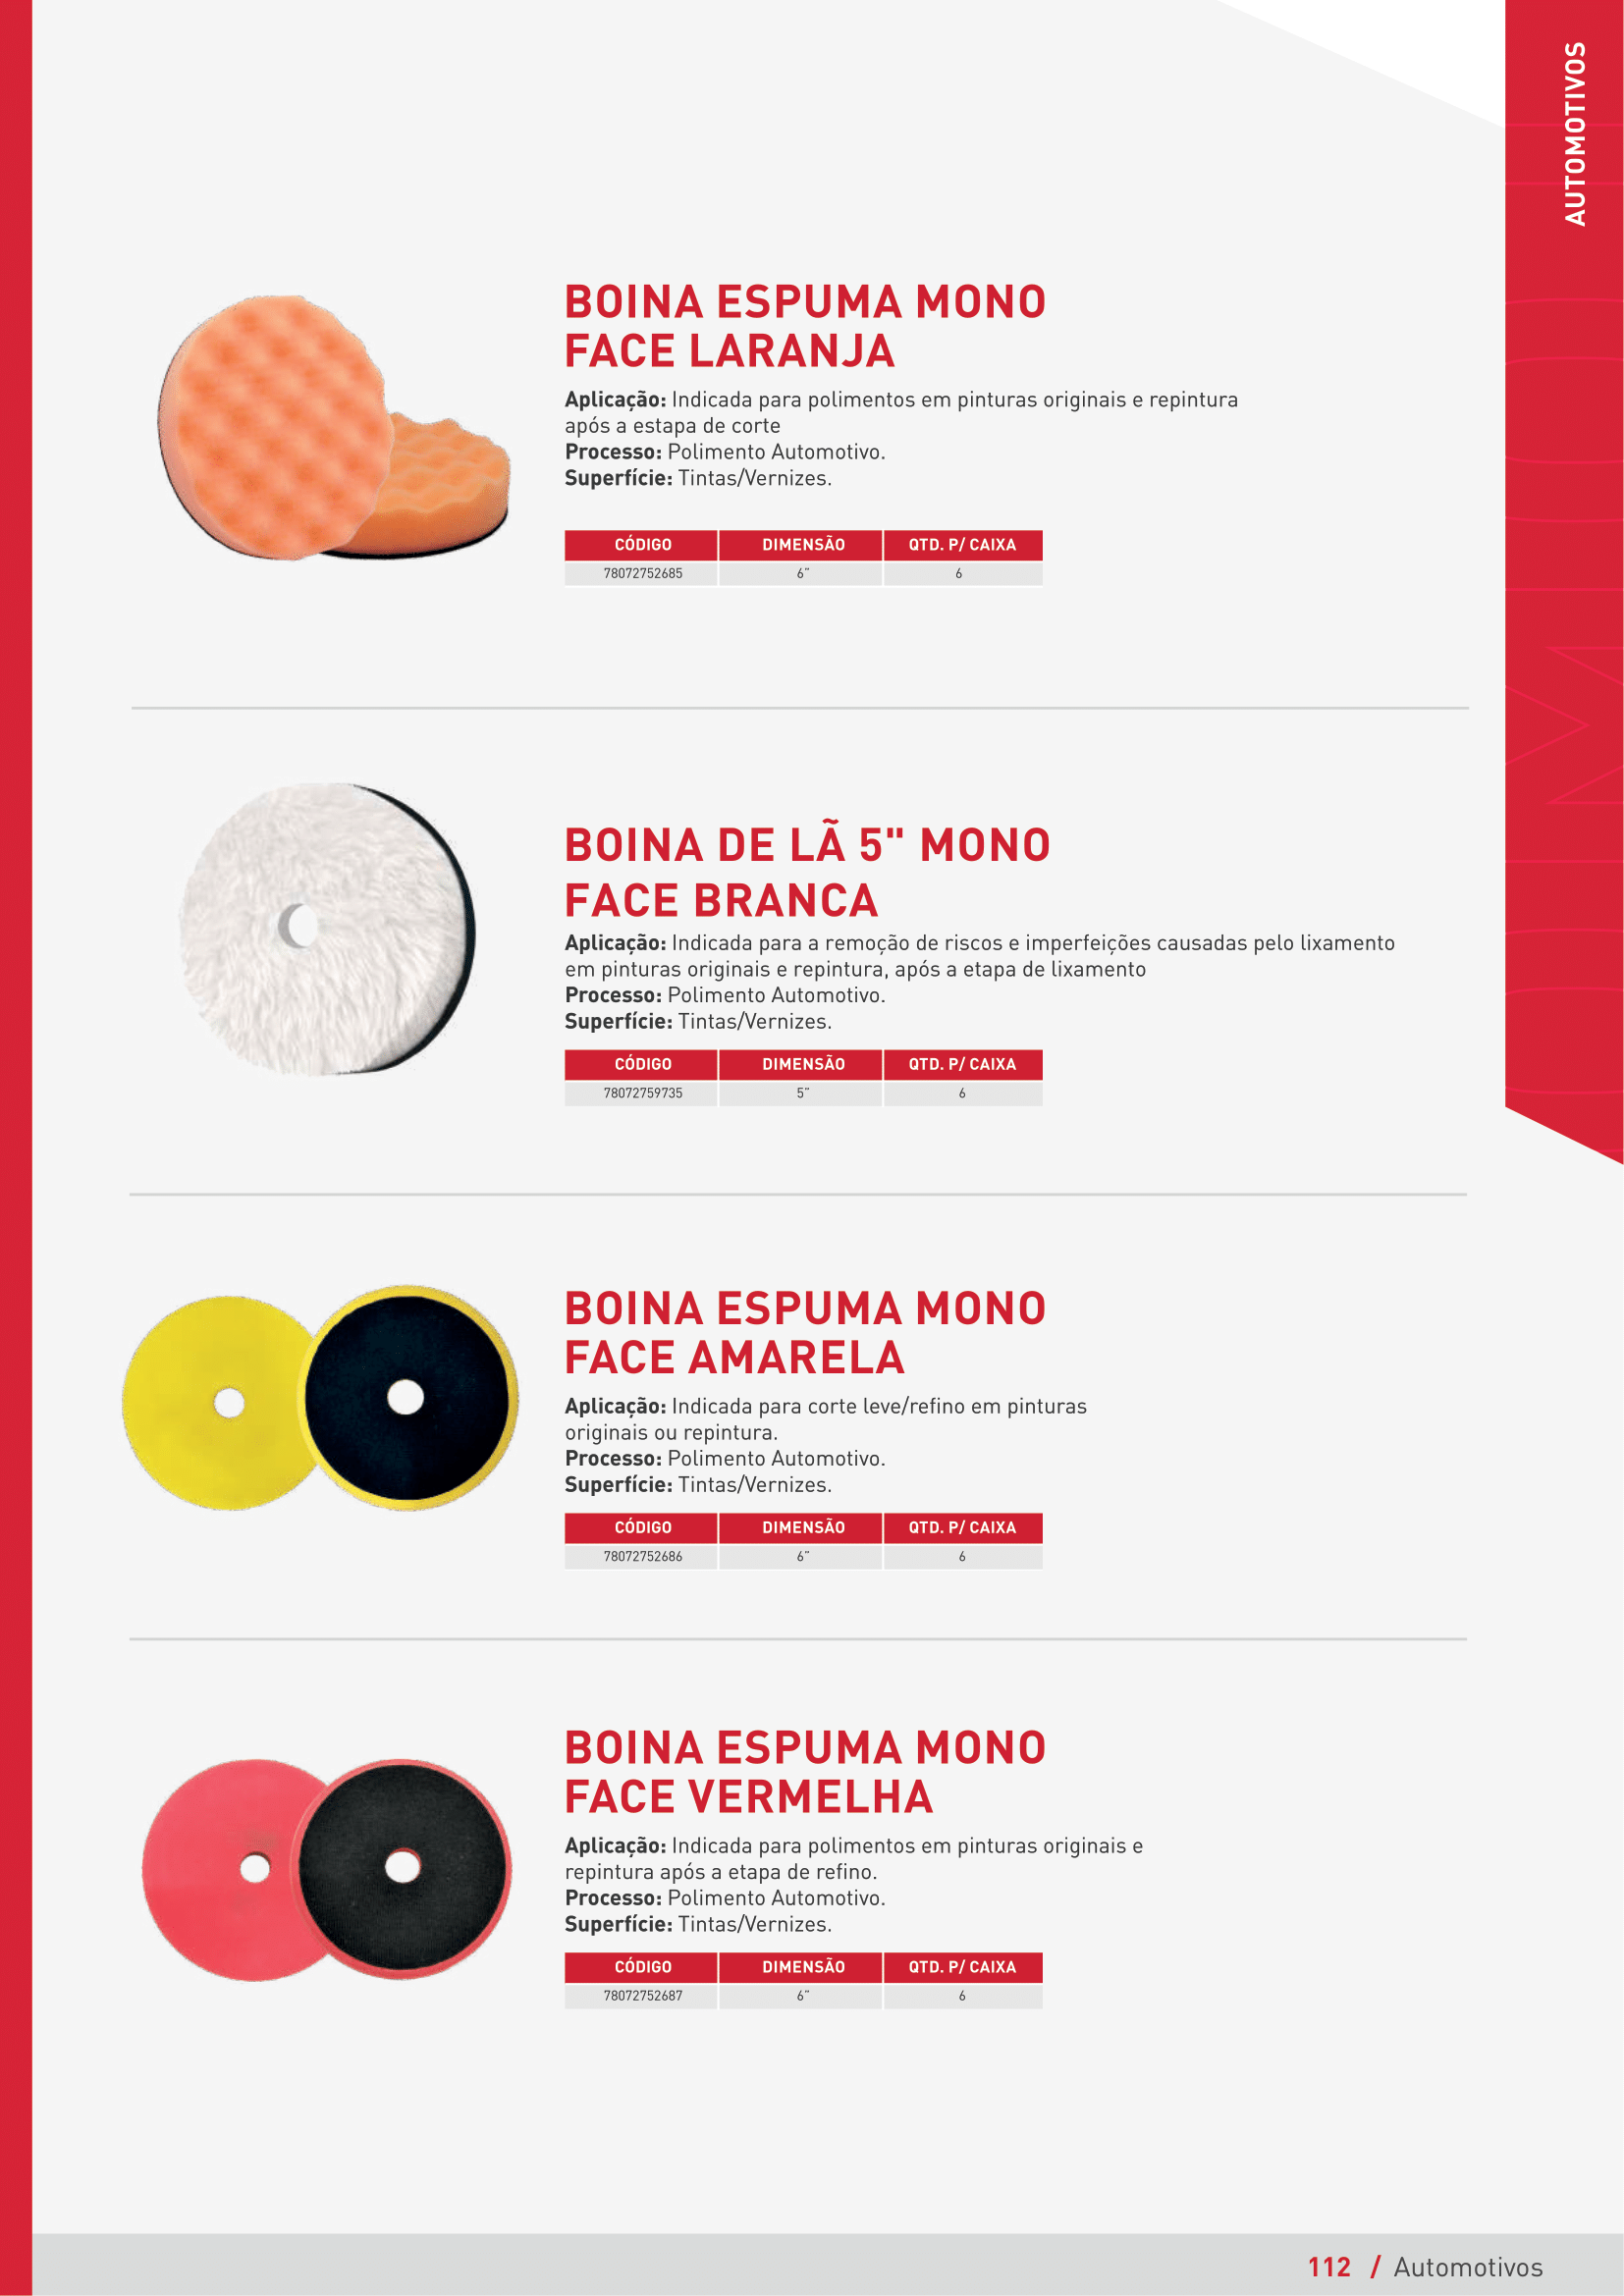 AUTOMOTIVOS
BOINA ESPUMA MONO
FACE LARANJA
Aplicação: Indicada para polimentos em pinturas originais e repintura
após a estapa de corte
Processo: Polimento Automotivo.
Superfície: Tintas/Vernizes.
CÓDIGO DIMENSÃO QTD. P/ CAIXA
78072752685 6” 6
BOINA DE LÃ 5" MONO
FACE BRANCA
Aplicação: Indicada para a remoção de riscos e imperfeições causadas pelo lixamento
em pinturas originais e repintura, após a etapa de lixamento
Processo: Polimento Automotivo.
Superfície: Tintas/Vernizes.
CÓDIGO DIMENSÃO QTD. P/ CAIXA
78072759735 5” 6
BOINA ESPUMA MONO
FACE AMARELA
Aplicação: Indicada para corte leve/refino em pinturas
originais ou repintura.
Processo: Polimento Automotivo.
Superfície: Tintas/Vernizes.
CÓDIGO DIMENSÃO QTD. P/ CAIXA
78072752686 6” 6
BOINA ESPUMA MONO
FACE VERMELHA
Aplicação: Indicada para polimentos em pinturas originais e
repintura após a etapa de refino.
Processo: Polimento Automotivo.
Superfície: Tintas/Vernizes.
CÓDIGO DIMENSÃO QTD. P/ CAIXA
78072752687 6” 6
112 / Automotivos